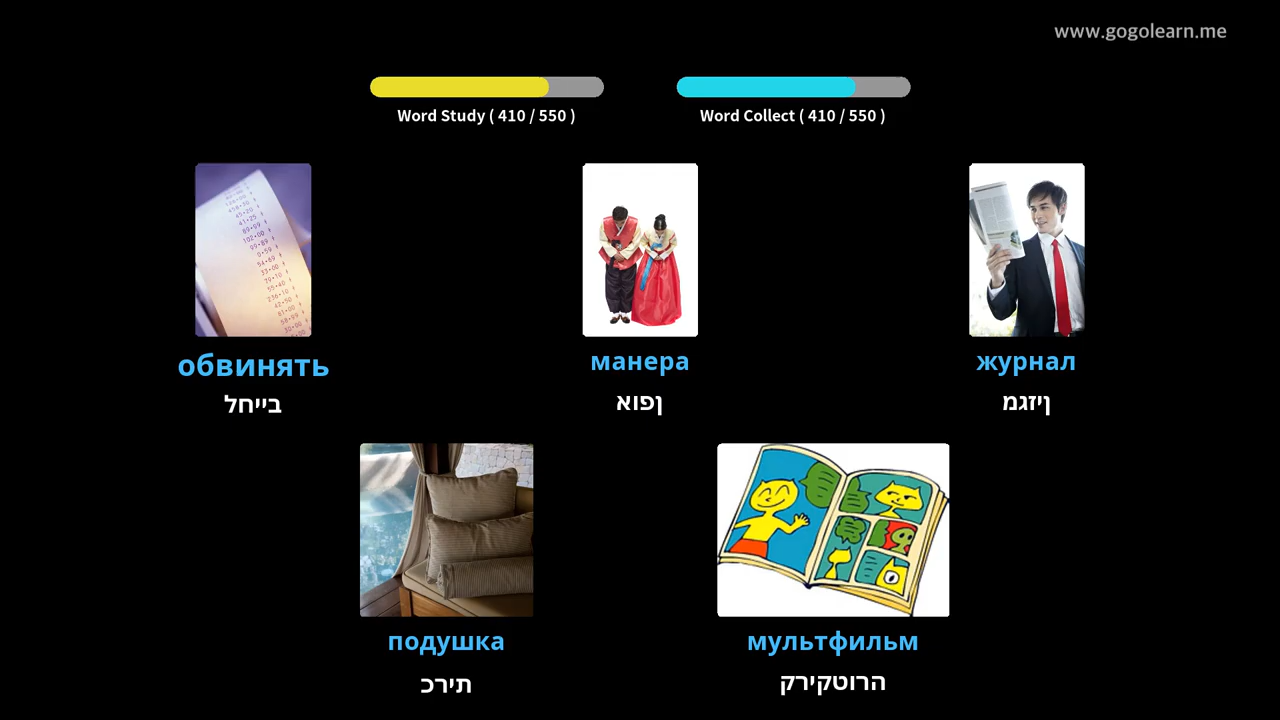 www.gogolearn.me
Word Study ( 410 / 550 )
Word Collect ( 410 / 550 )
обвинять
בייחל
манера
ןפוא
журнал
ןיזגמ
подушка
תירכ
мультфильм
הרוטקירק